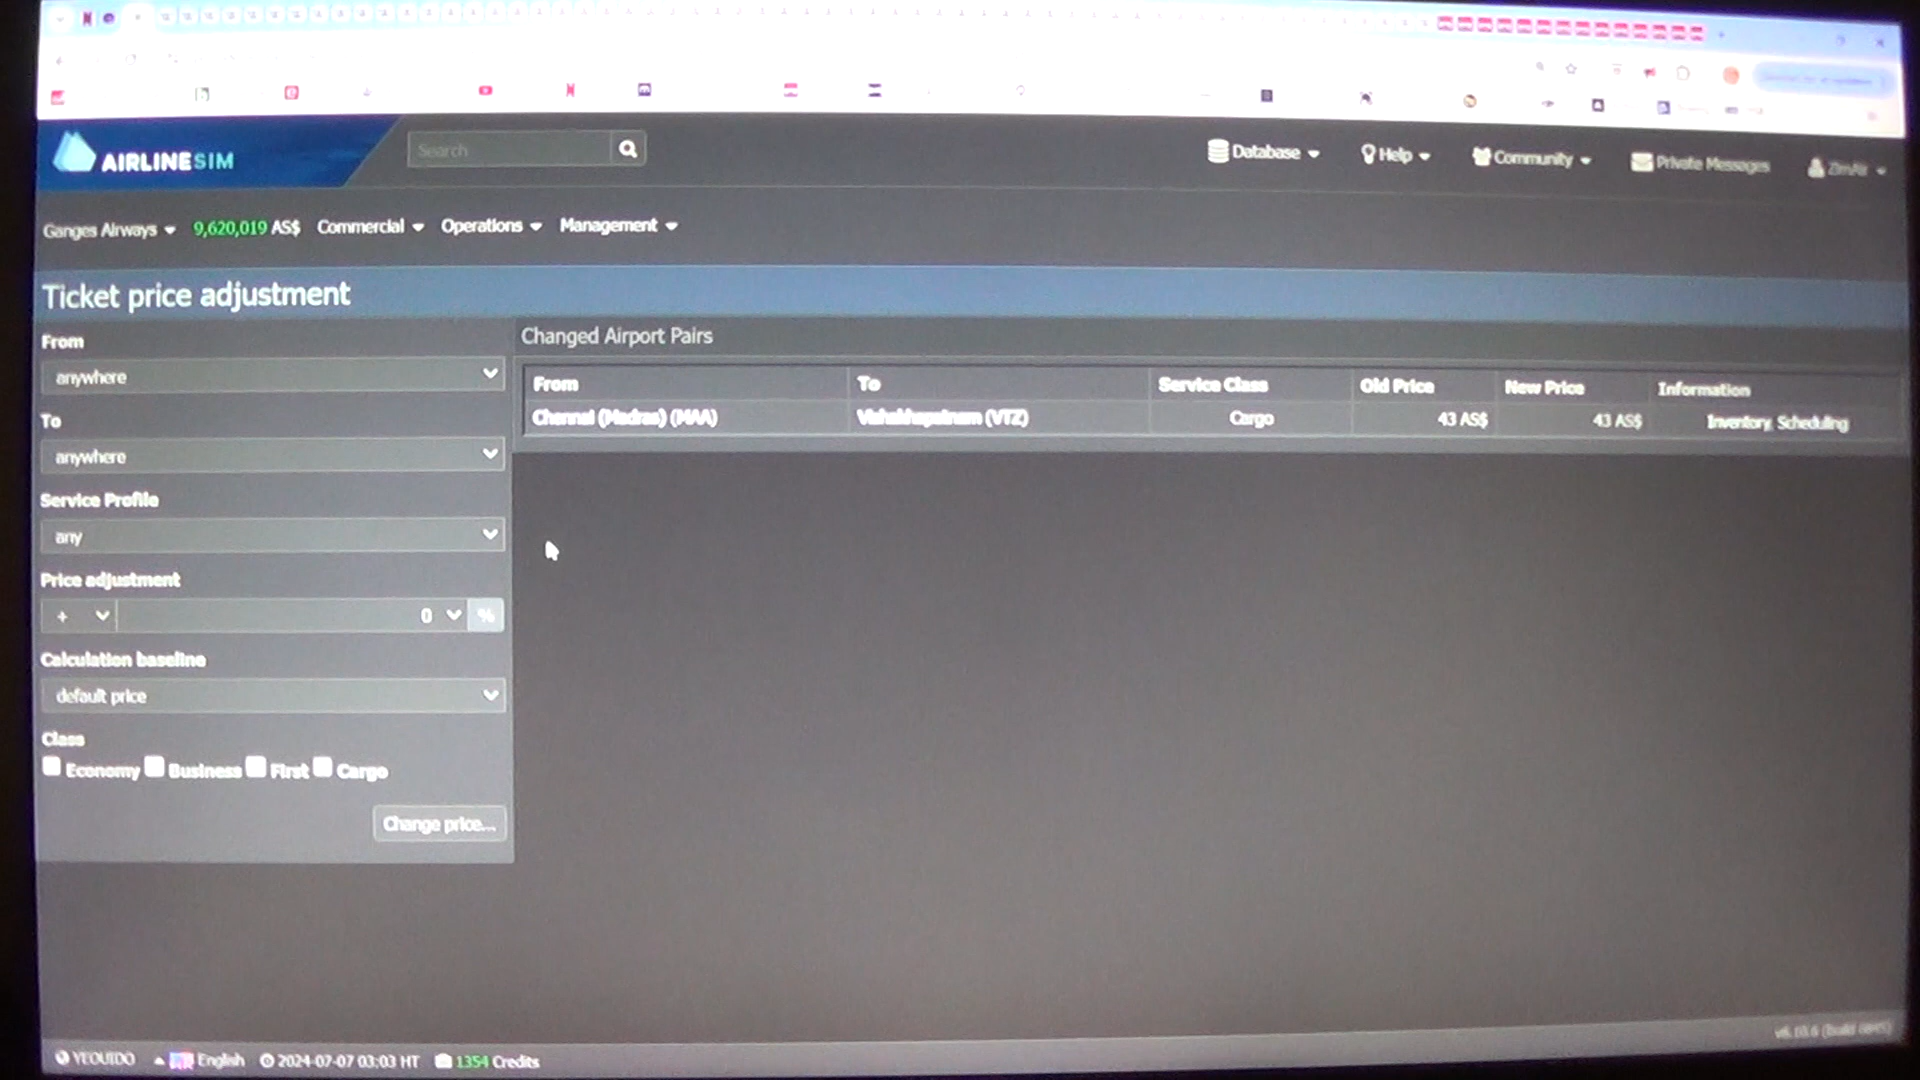 AIRLINESIM
Search
Database
Help
Community
Private Messages
ZimAir
Ganges Airways
9,620,019 AS$
Commercial
Operations
Management
Ticket price adjustment
From
anywhere
To
anywhere
Service Profile
any
Price adjustment
+ 0 %
Calculation baseline
default price
Class
Economy Business First Cargo
Change price...
Changed Airport Pairs
From To Service Class Old Price New Price Information
Chennai (Madras) (MAA) Vishakhapatnam (VTZ) Cargo 43 AS$ 43 AS$ Inventory, Scheduling
YEOUIDO English 2024-07-07 03:03 HT 1354 Credits